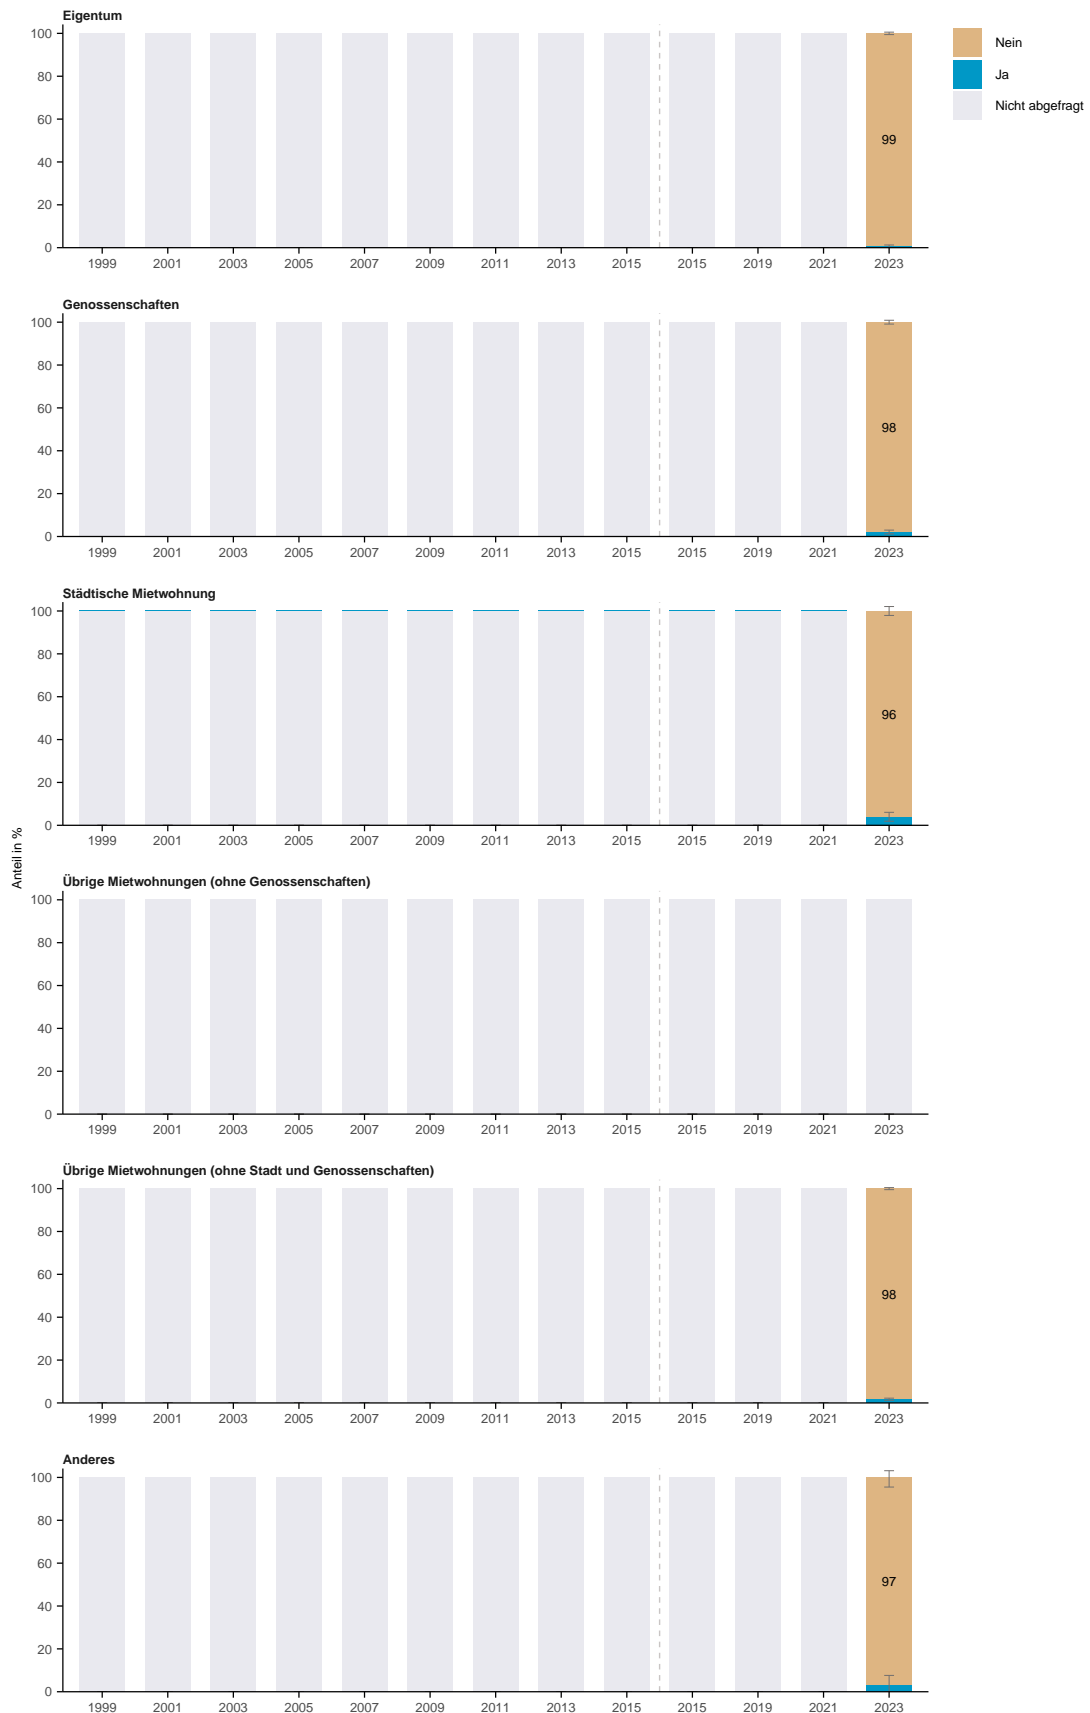 Eigentum
100
80
60
40
20
0
99
1999 2001 2003 2005 2007 2009 2011 2013 2015 2015 2019 2021 2023
Nein
Ja
Nicht abgefragt
Genossenschaften
100
80
60
40
20
0
98
1999 2001 2003 2005 2007 2009 2011 2013 2015 2015 2019 2021 2023
Städtische Mietwohnung
100
80
60
40
20
0
96
1999 2001 2003 2005 2007 2009 2011 2013 2015 2015 2019 2021 2023
Anteil in %
Übrige Mietwohnungen (ohne Genossenschaften)
100
80
60
40
20
0
1999 2001 2003 2005 2007 2009 2011 2013 2015 2015 2019 2021 2023
Übrige Mietwohnungen (ohne Stadt und Genossenschaften)
100
80
60
40
20
0
98
1999 2001 2003 2005 2007 2009 2011 2013 2015 2015 2019 2021 2023
Anderes
100
80
60
40
20
0
97
1999 2001 2003 2005 2007 2009 2011 2013 2015 2015 2019 2021 2023